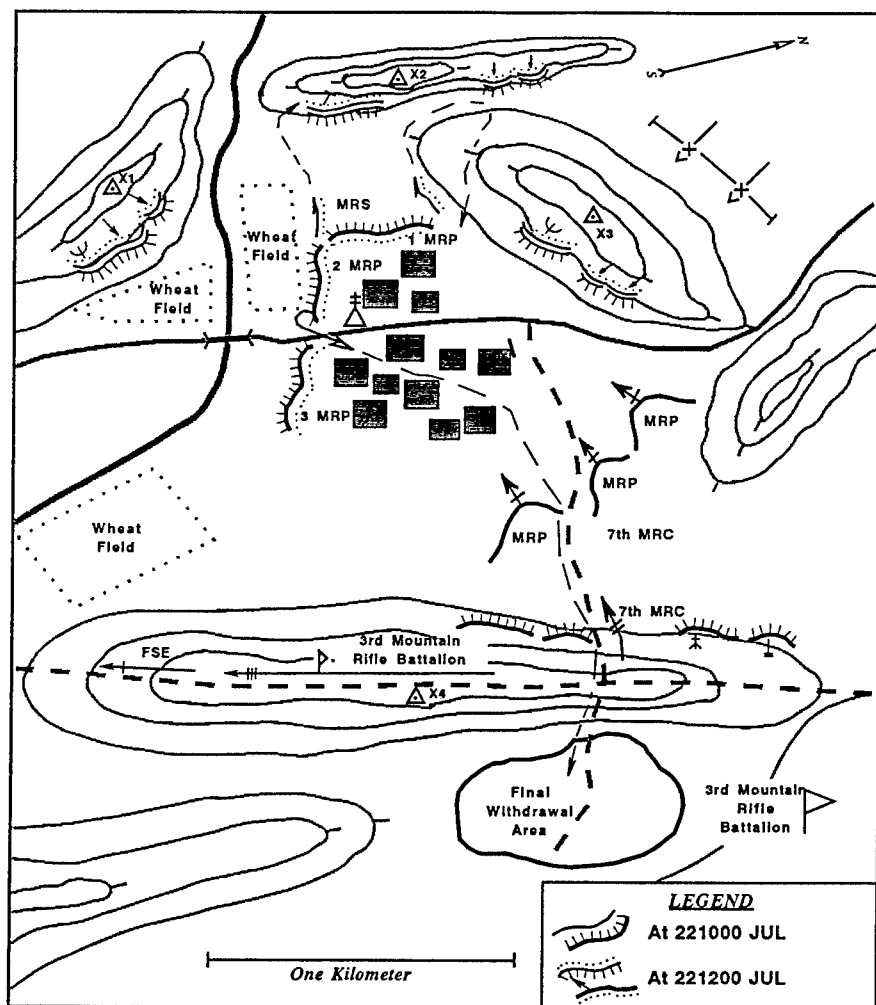 X2
N
S
X1
MRS
X3
1 MRP
Wheat
Field
2 MRP
Wheat
Field
3 MRP
MRP
MRP
Wheat
Field
MRP
7th MRC
7th MRC
FSE
3rd Mountain
Rifle Battalion
X4
Final
Withdrawal
Area
3rd Mountain
Rifle
Battalion
LEGEND
At 221000 JUL
At 221200 JUL
One Kilometer